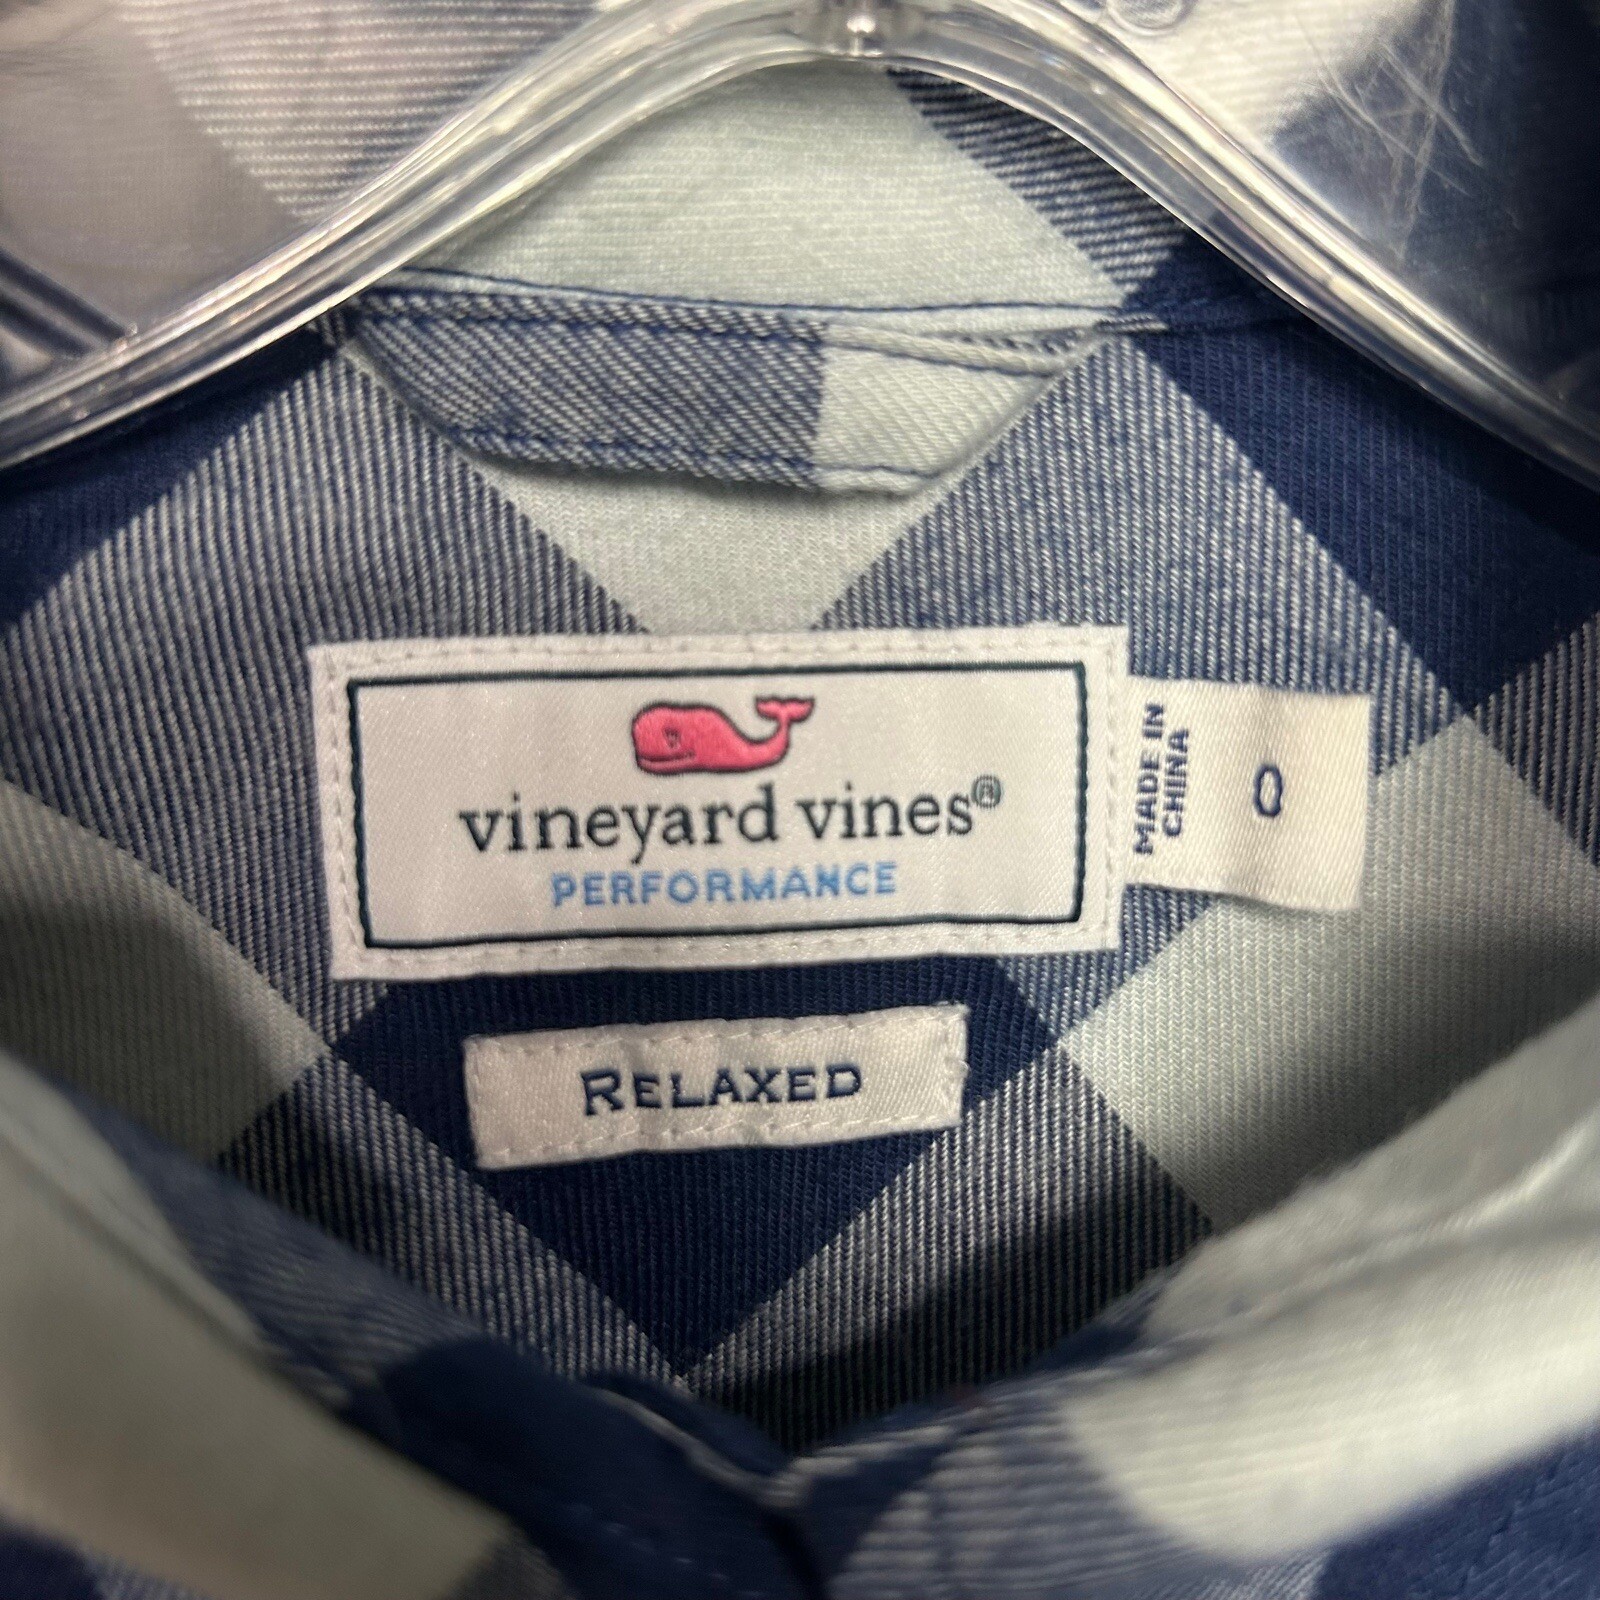 vineyard vines®
PERFORMANCE
MADE IN
CHINA
0
RELAXED